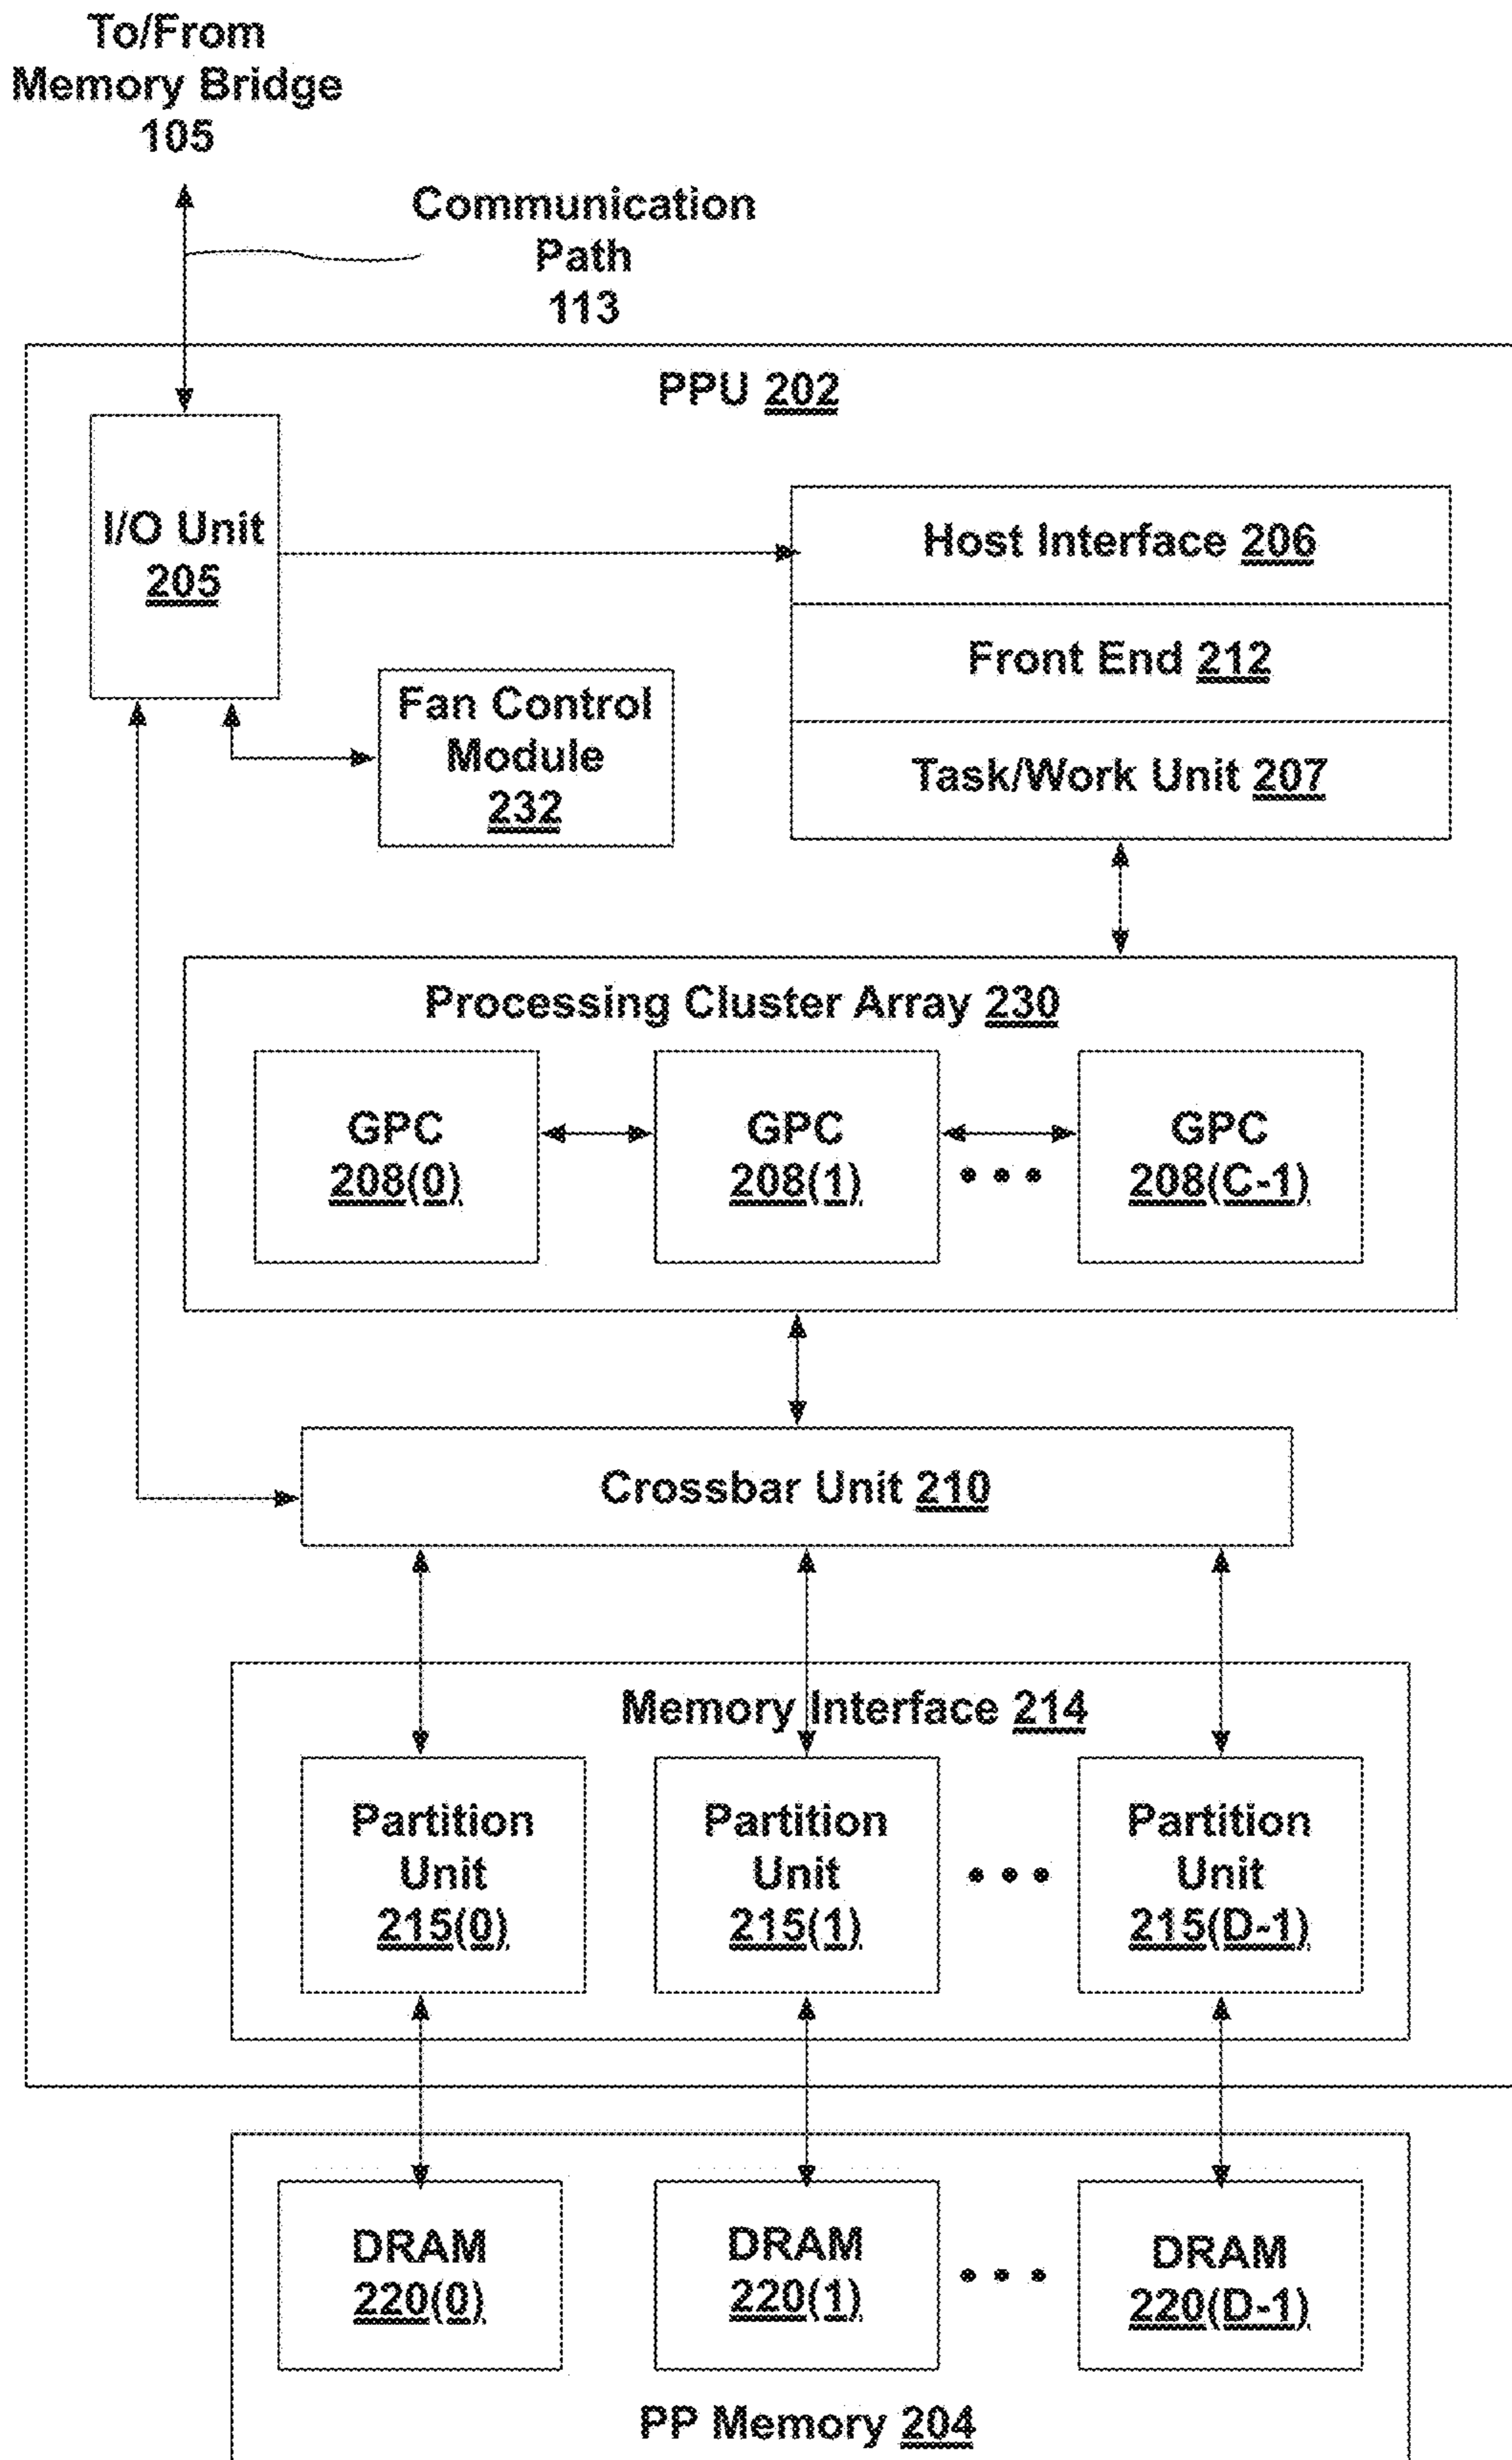 To/From
Memory Bridge
105
Communication
Path
113
PPU 202
I/O Unit
205
Host Interface 206
Front End 212
Task/Work Unit 207
Fan Control
Module
232
Processing Cluster Array 230
GPC
208(0)
GPC
208(1)
• • •
GPC
208(C-1)
Crossbar Unit 210
Memory Interface 214
Partition
Unit
215(0)
Partition
Unit
215(1)
• • •
Partition
Unit
215(D-1)
DRAM
220(0)
DRAM
220(1)
• • •
DRAM
220(D-1)
PP Memory 204